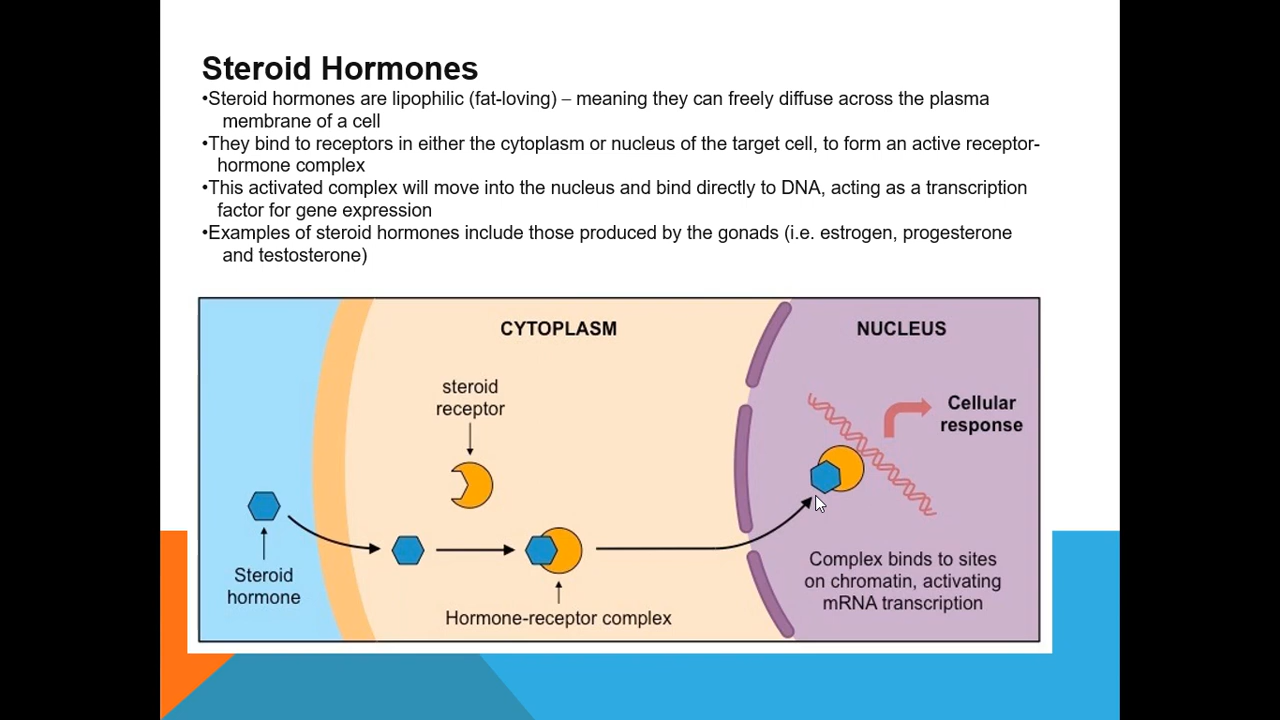 Steroid Hormones
•Steroid hormones are lipophilic (fat-loving) – meaning they can freely diffuse across the plasma
membrane of a cell
•They bind to receptors in either the cytoplasm or nucleus of the target cell, to form an active receptor-
hormone complex
•This activated complex will move into the nucleus and bind directly to DNA, acting as a transcription
factor for gene expression
•Examples of steroid hormones include those produced by the gonads (i.e. estrogen, progesterone
and testosterone)
CYTOPLASM
NUCLEUS
steroid
receptor
Cellular
response
Steroid
hormone
Hormone-receptor complex
Complex binds to sites
on chromatin, activating
mRNA transcription